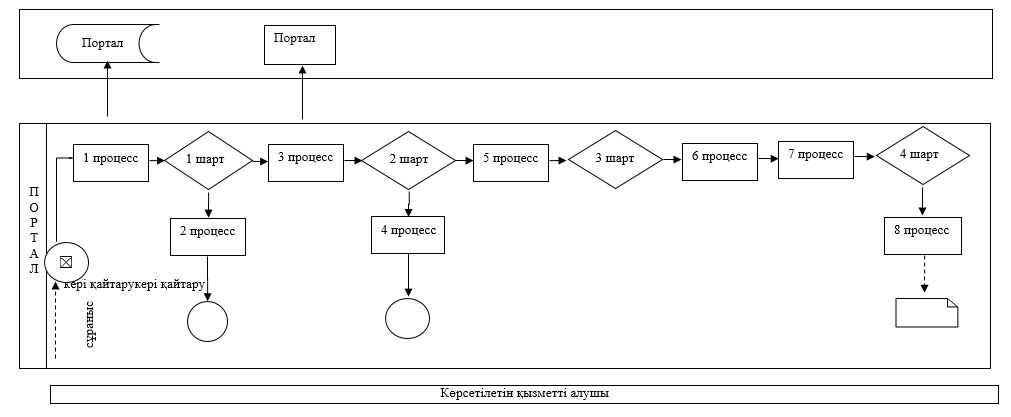 Портал
Портал
1 процесс
1 шарт
3 процесс
2 шарт
5 процесс
3 шарт
6 процесс
7 процесс
4 шарт
ПОРТАЛ
2 процесс
4 процесс
8 процесс
кері қайтарукері қайтару
сұраныс
Көрсетілетін қызметті алушы